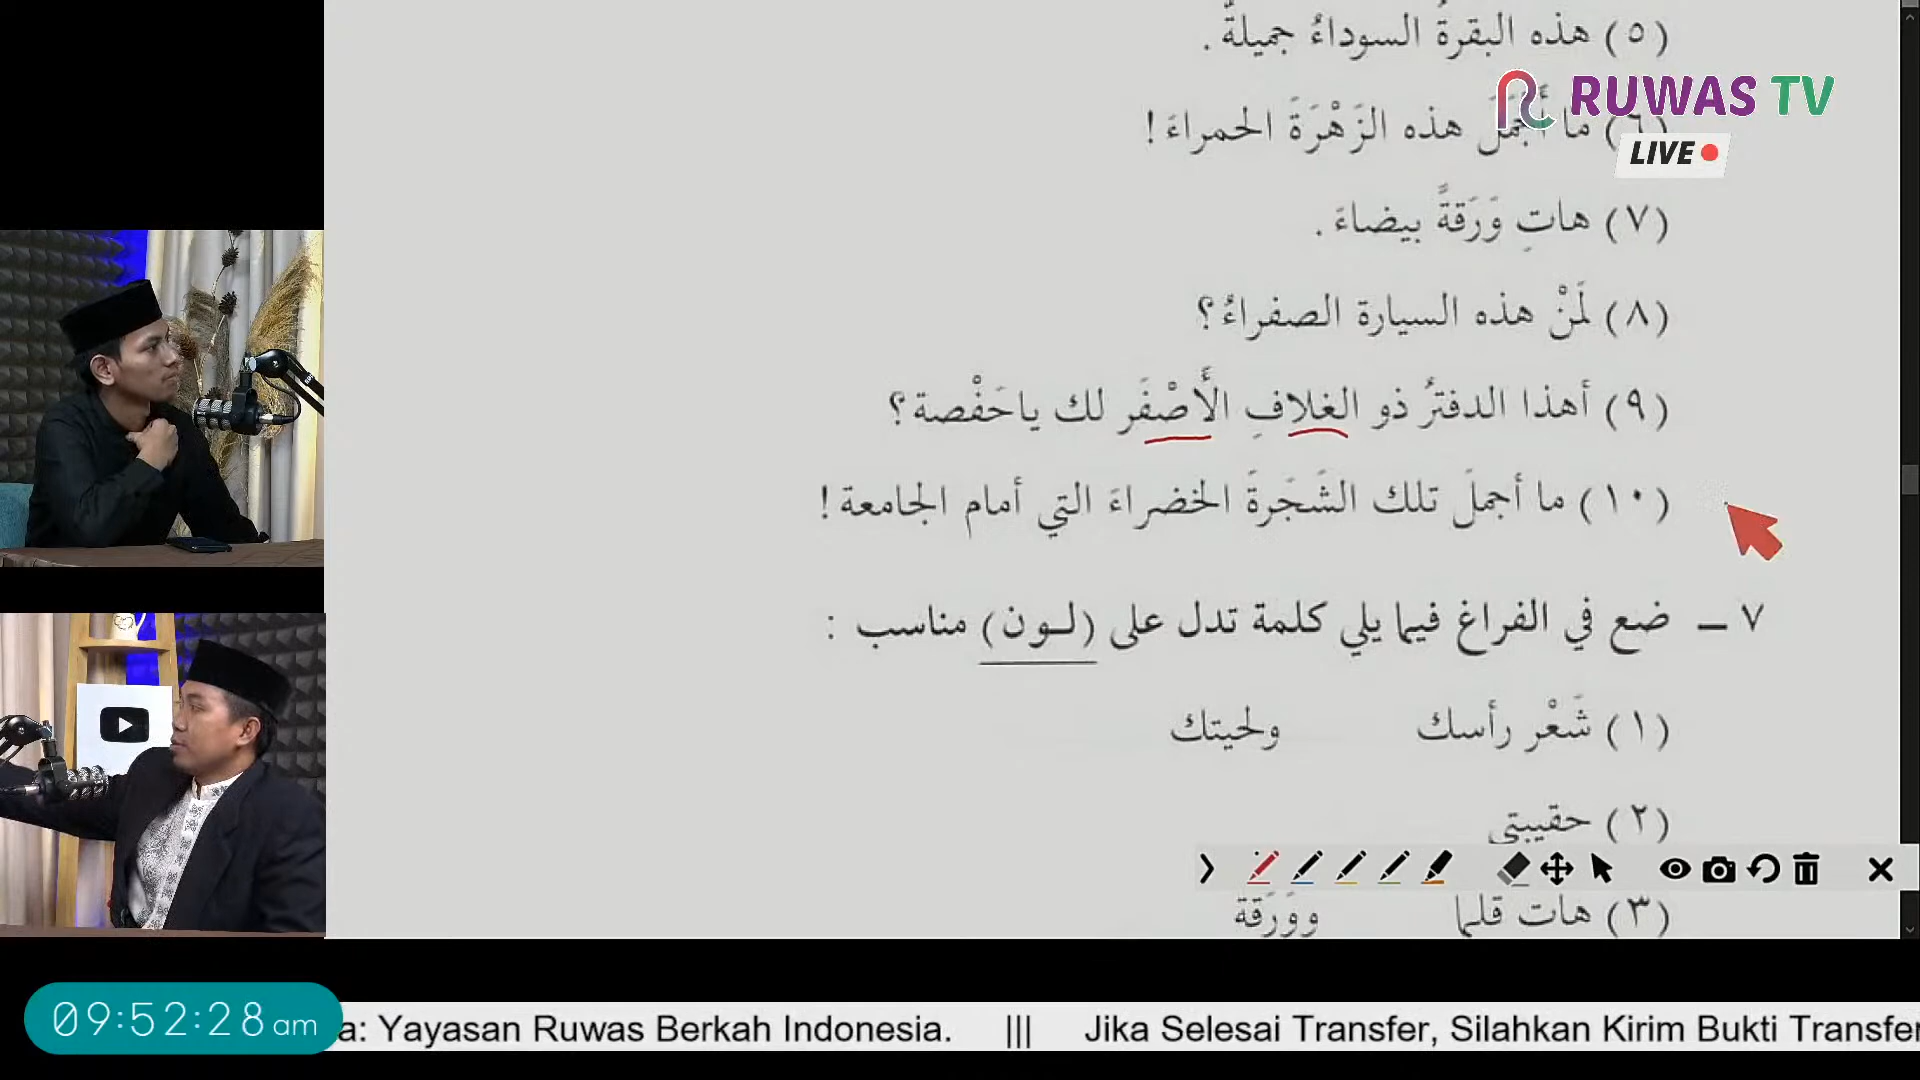 (٥) هذه البقرةُ السوداءُ جميلةٌ .
RUWAS TV
(٦) ما أَجْمَلَ هذه الزَهْرَةَ الحمراءَ !
LIVE
(٧) هاتِ وَرَقةً بيضاءَ .
(٨) لَمنْ هذه السيارة الصفراءُ؟
(٩) أهذا الدفترُ ذو الغلافِ الأَصْفَر لك ياحَفْصة؟
(١٠) ما أجملَ تلك الشَجَرةَ الخضراءَ التي أمام الجامعة !
٧ ــ ضع في الفراغ فيما يلي كلمة تدل على (لـون) مناسب :
(١) شَعْر رأسك ولحيتك
(٢) حقيبتي
(٣) هات قلما ووَرَقة
09:52:28 am
a: Yayasan Ruwas Berkah Indonesia. ||| Jika Selesai Transfer, Silahkan Kirim Bukti Transfer